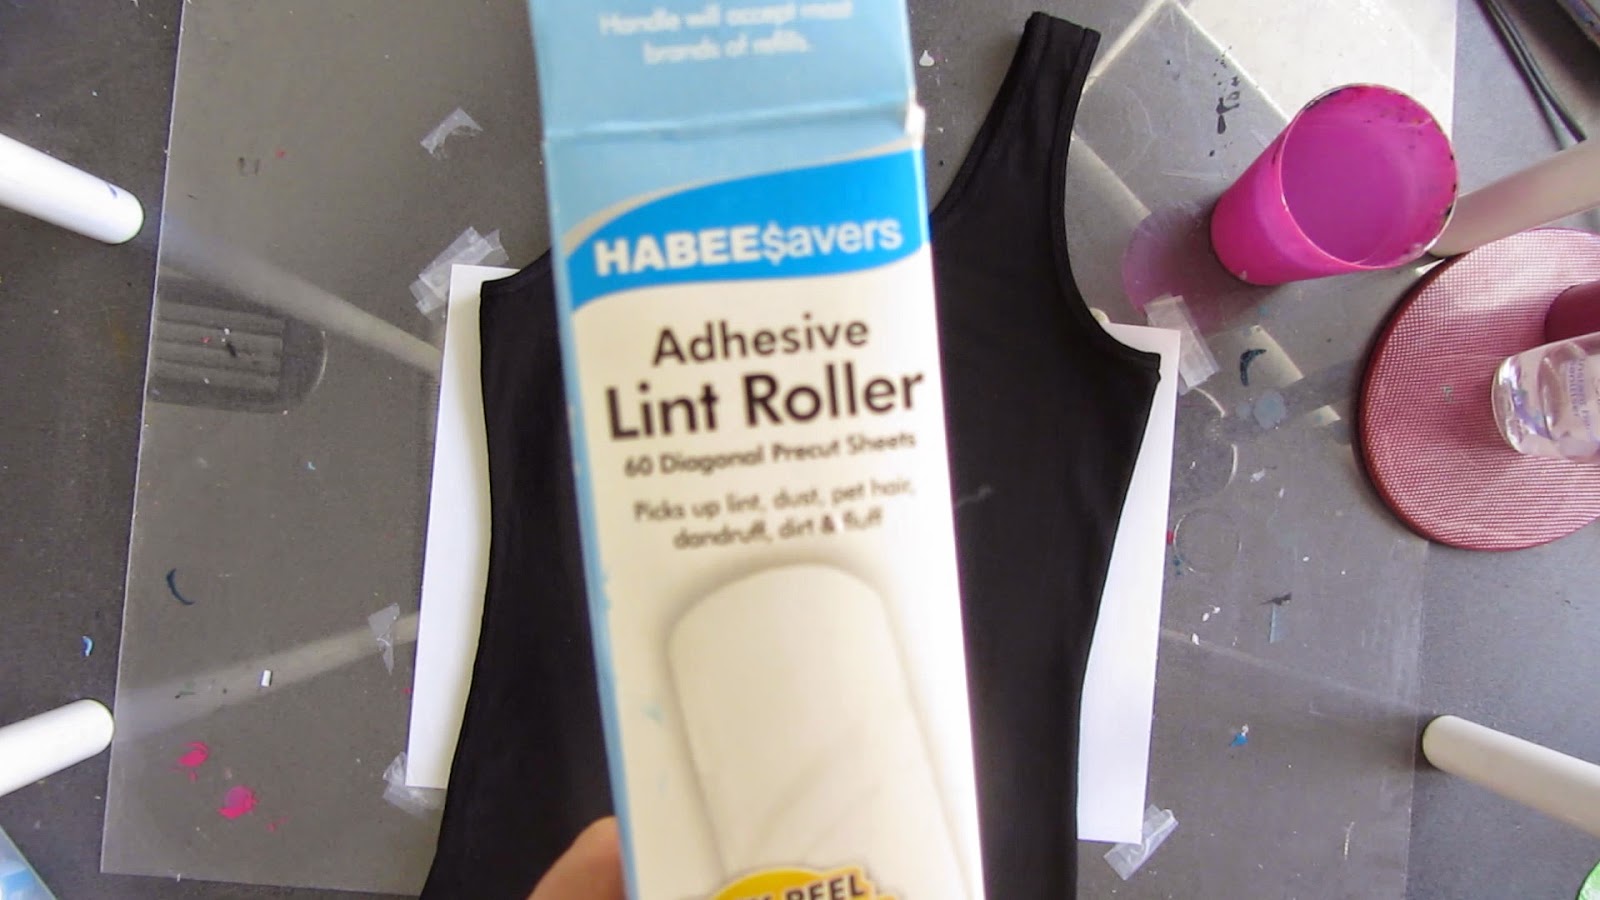 Handle will accept most
brands of refills.
HABEE$avers
Adhesive
Lint Roller
60 Diagonal Precut Sheets
Picks up lint, dust, pet hair,
dandruff, dirt & fluff
PEEL